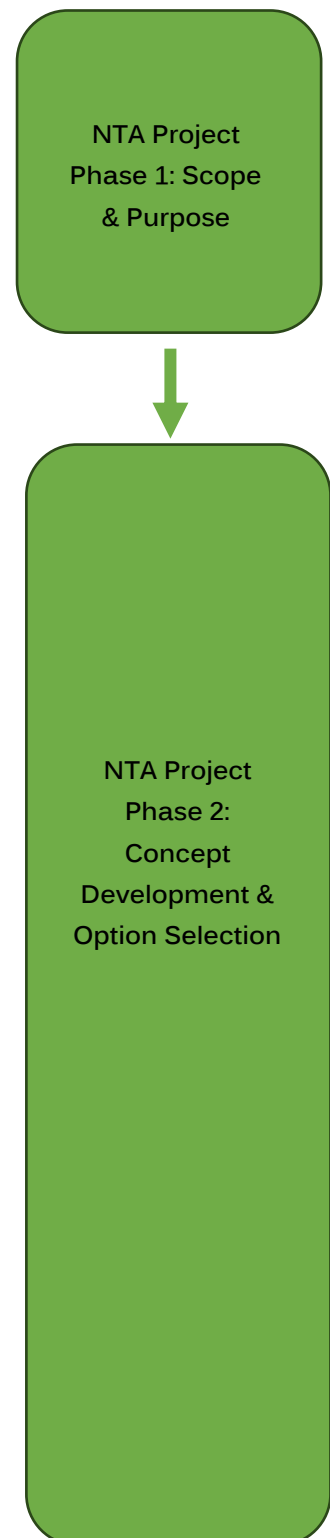 NTA Project
Phase 1: Scope
& Purpose
NTA Project
Phase 2:
Concept
Development &
Option Selection